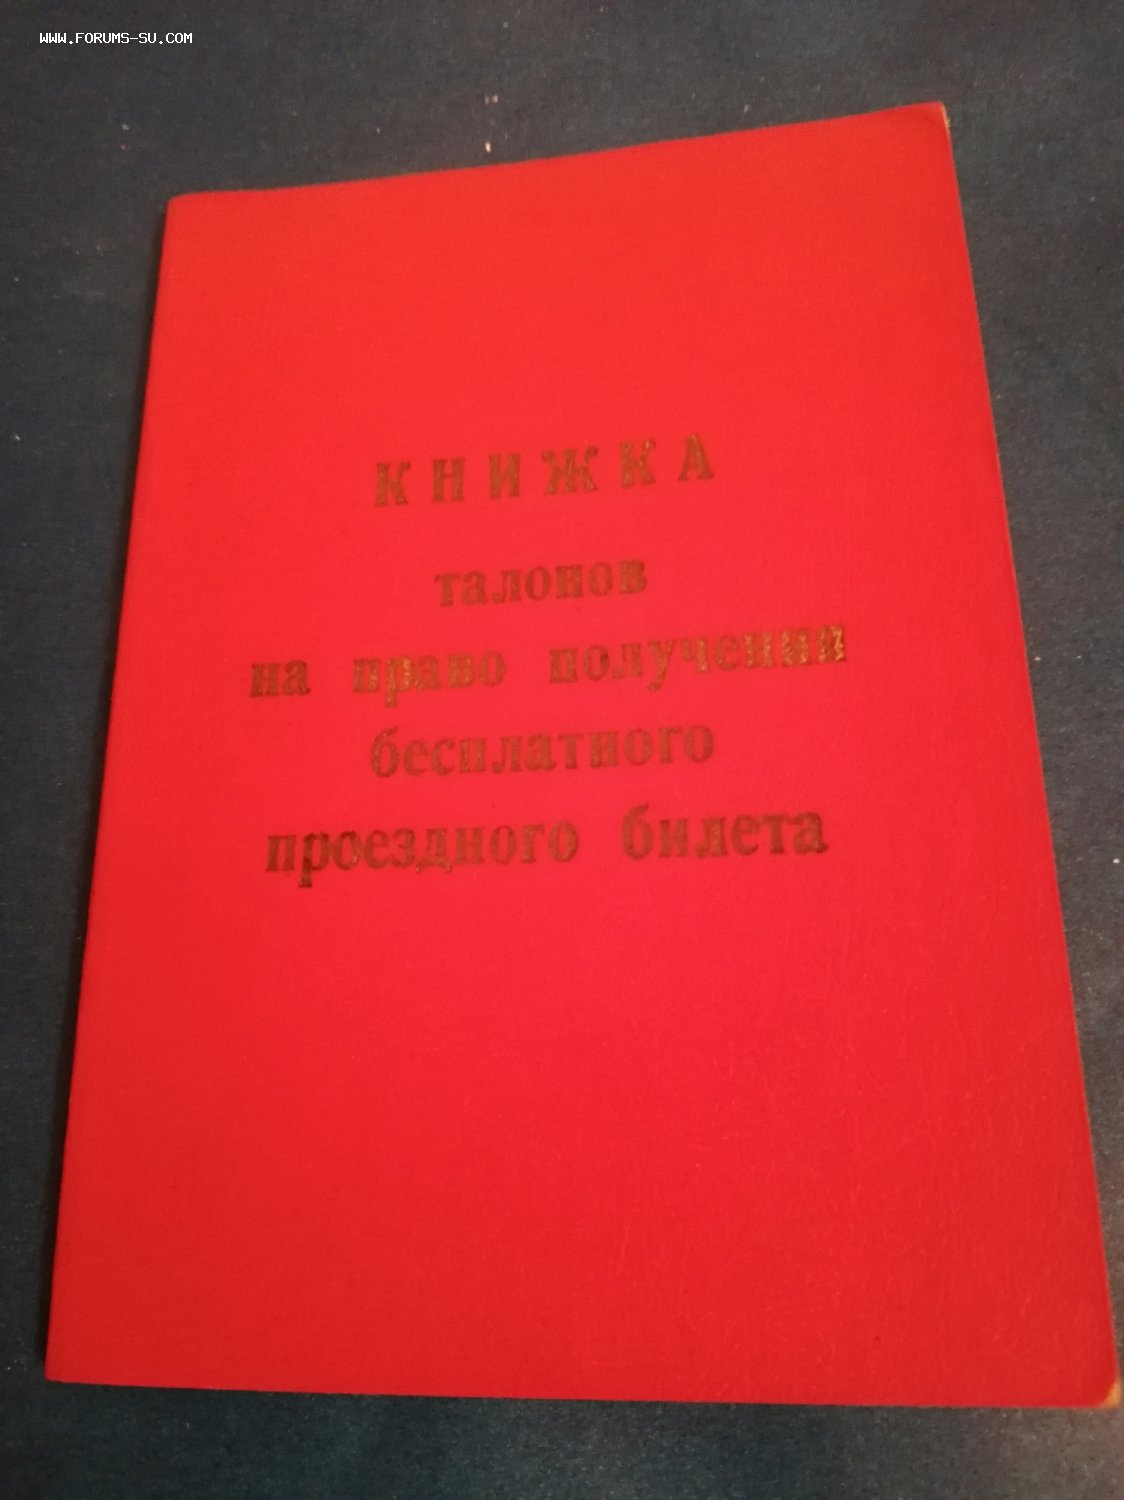 WWW.FORUMS-SU.COM
КНИЖКА
талонов
на право получения
бесплатного
проездного билета